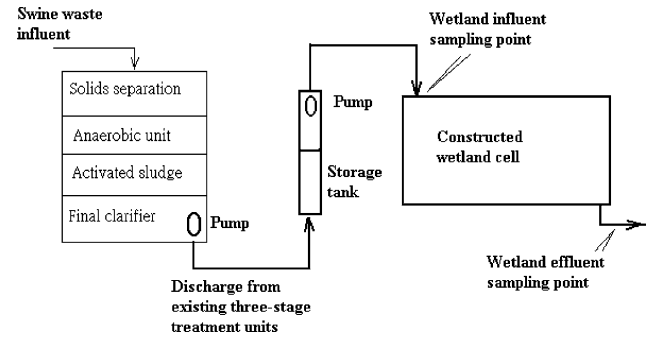 Swine waste
influent
Solids separation
Anaerobic unit
Activated sludge
Final clarifier
Pump
Discharge from
existing three-stage
treatment units
Pump
Storage
tank
Wetland influent
sampling point
Constructed
wetland cell
Wetland effluent
sampling point